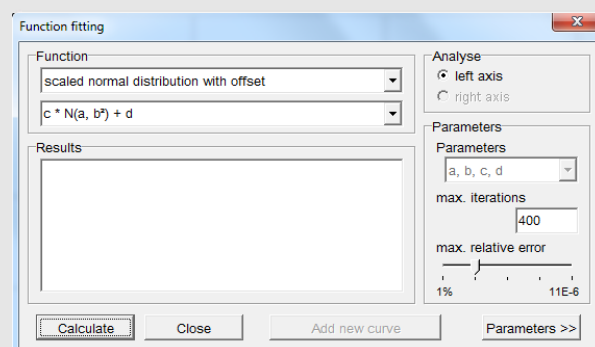 Function fitting
Function
scaled normal distribution with offset
c * N(a, b²) + d
Results
Analyse
left axis
right axis
Parameters
Parameters
a, b, c, d
max. iterations
400
max. relative error
1% 11E-6
Calculate Close Add new curve Parameters >>